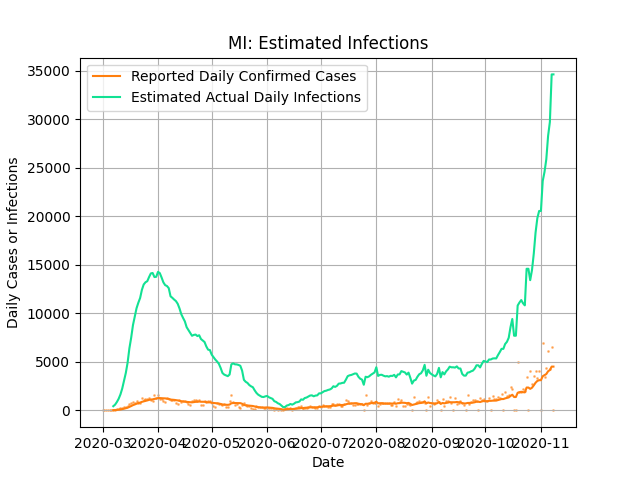 MI: Estimated Infections
Reported Daily Confirmed Cases
Estimated Actual Daily Infections
Daily Cases or Infections
35000
30000
25000
20000
15000
10000
5000
0
2020-03 2020-04 2020-05 2020-06 2020-07 2020-08 2020-09 2020-10 2020-11
Date